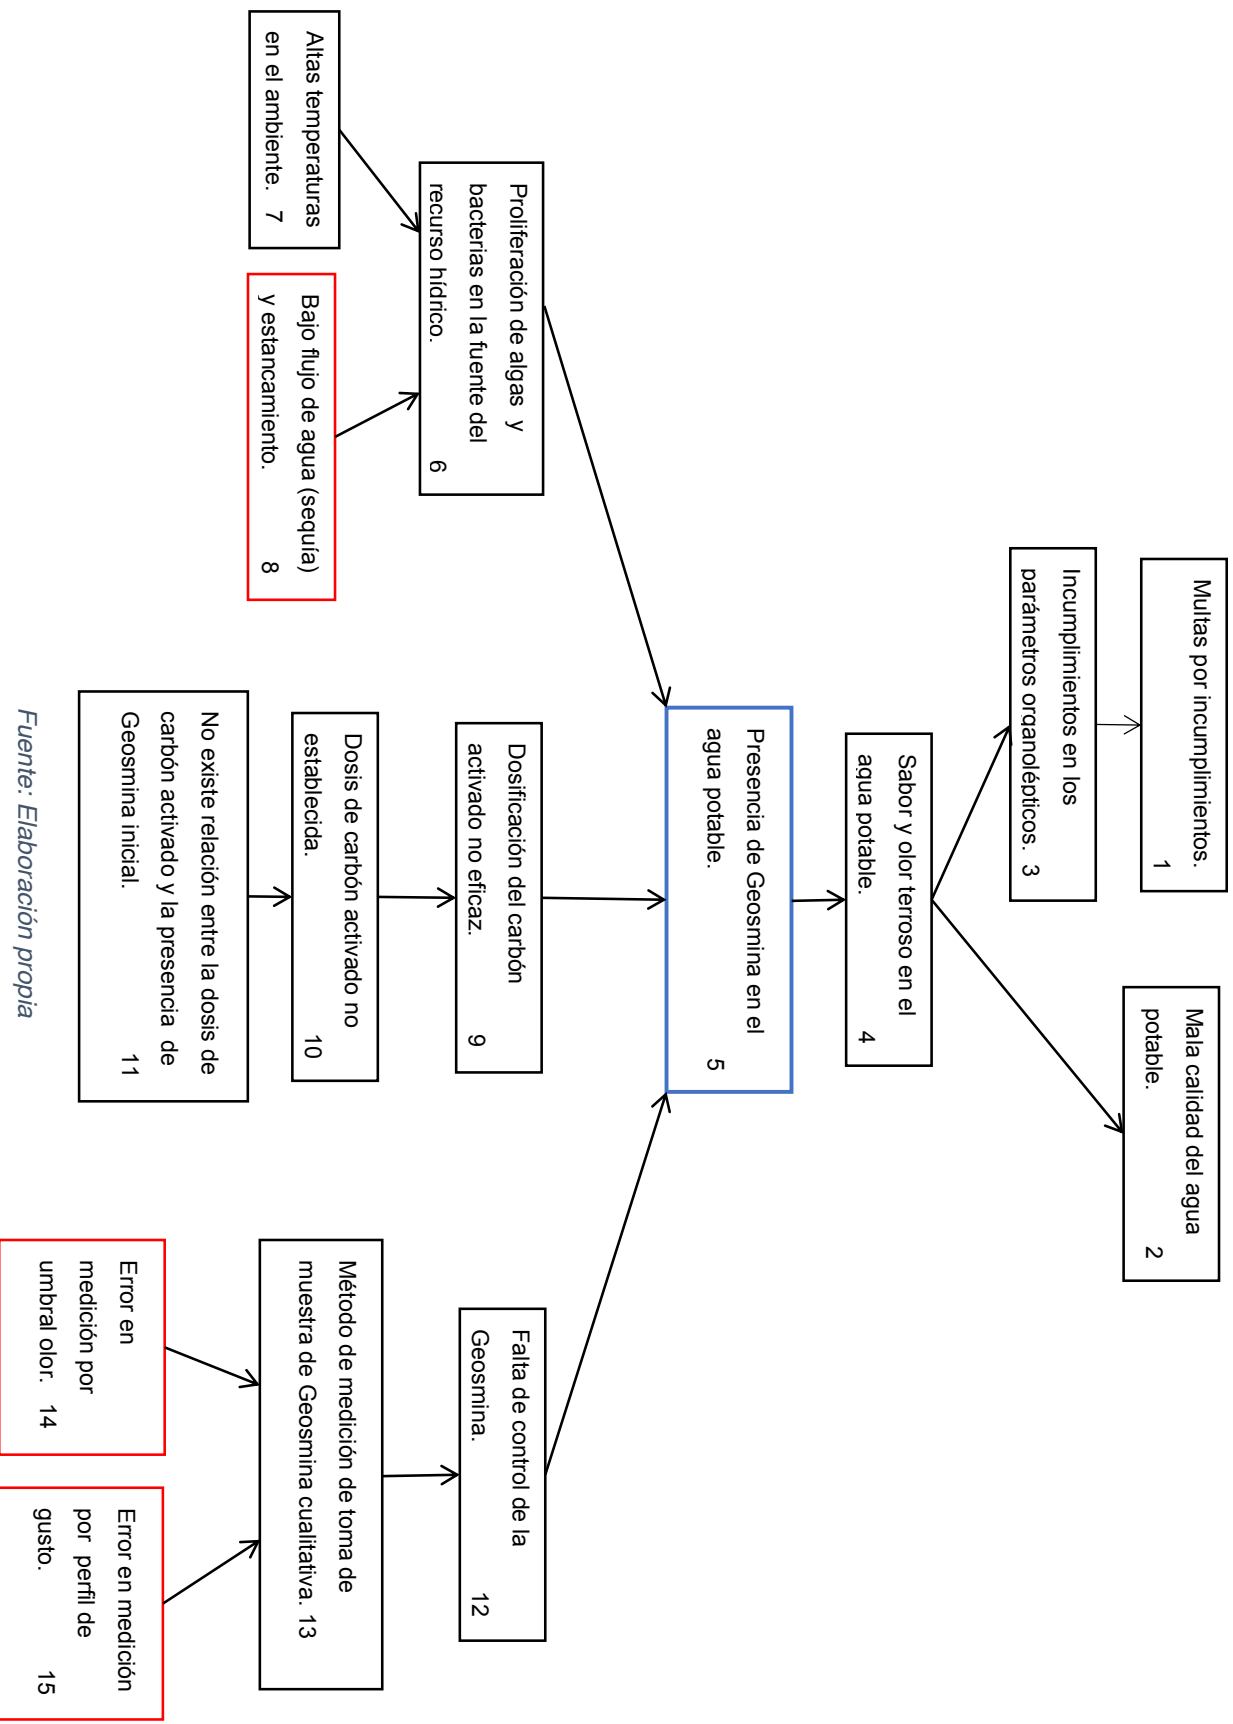 Multas por incumplimientos.
1
Incumplimientos en los
parámetros organolépticos. 3
Mala calidad del agua
potable. 2
Sabor y olor terroso en el
agua potable. 4
Presencia de Geosmina en el
agua potable. 5
Proliferación de algas y
bacterias en la fuente del
recurso hídrico. 6
Altas temperaturas
en el ambiente. 7
Bajo flujo de agua (sequía)
y estancamiento. 8
Dosificación del carbón
activado no eficaz. 9
Dosis de carbón activado no
establecida. 10
No existe relación entre la dosis de
carbón activado y la presencia de
Geosmina inicial. 11
Falta de control de la
Geosmina. 12
Método de medición de toma de
muestra de Geosmina cualitativa. 13
Error en
medición por
umbral olor. 14
Error en medición
por perfil de
gusto. 15
Fuente: Elaboración propia